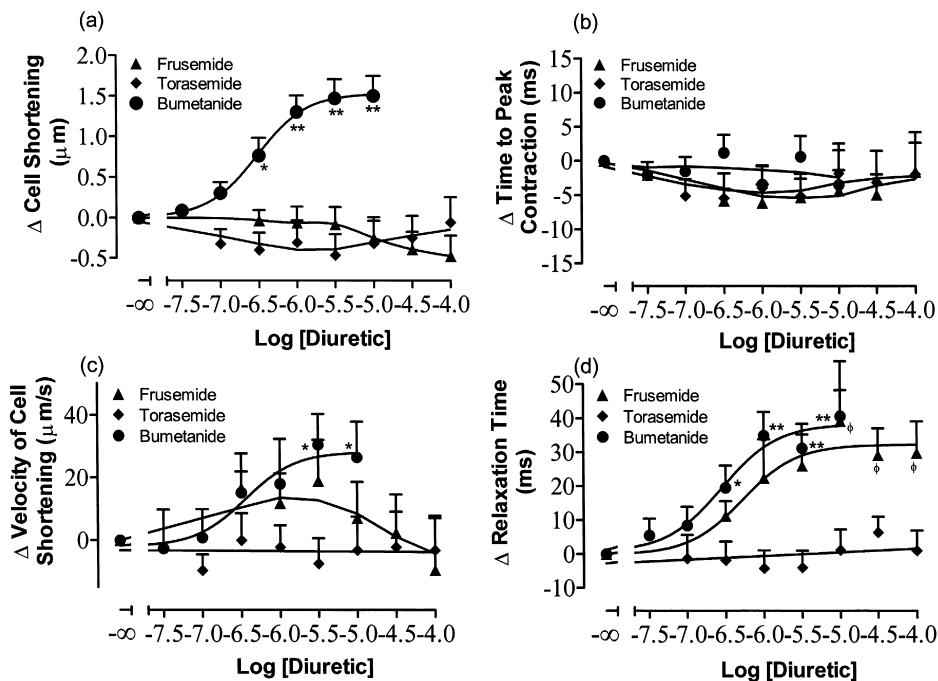 (a)
Frusemide
Torasemide
Bumetanide
2.0
1.5
1.0
0.5
0.0
-0.5
Δ Cell Shortening
(μm)
*
**
**
**
-∞
-7.5-7.0-6.5-6.0-5.5-5.0-4.5-4.0
Log [Diuretic]
(b)
Frusemide
Torasemide
Bumetanide
15
10
5
0
-5
-10
-15
Δ Time to Peak
Contraction (ms)
-∞
-7.5-7.0-6.5-6.0-5.5-5.0-4.5-4.0
Log [Diuretic]
(c)
Frusemide
Torasemide
Bumetanide
40
20
0
Δ Velocity of Cell
Shortening (μm/s)
*
*
-∞
-7.5-7.0-6.5-6.0-5.5-5.0-4.5-4.0
Log [Diuretic]
(d)
Frusemide
Torasemide
Bumetanide
50
40
30
20
10
0
-10
Δ Relaxation Time
(ms)
*
**
**
**
ϕ
ϕ
ϕ
-∞
-7.5-7.0-6.5-6.0-5.5-5.0-4.5-4.0
Log [Diuretic]